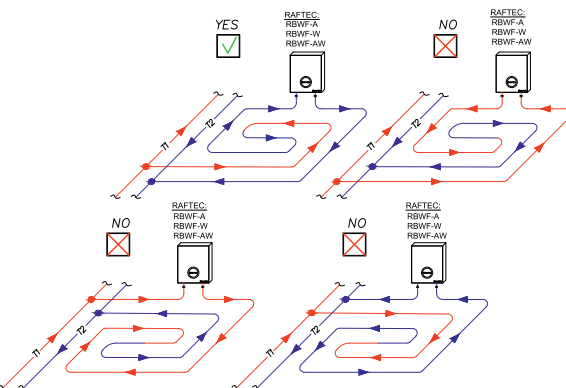 YES
RAFTEC:
RBWF-A
RBWF-W
RBWF-AW
T1
T2
NO
RAFTEC:
RBWF-A
RBWF-W
RBWF-AW
T1
T2
NO
RAFTEC:
RBWF-A
RBWF-W
RBWF-AW
T1
T2
NO
RAFTEC:
RBWF-A
RBWF-W
RBWF-AW
T1
T2